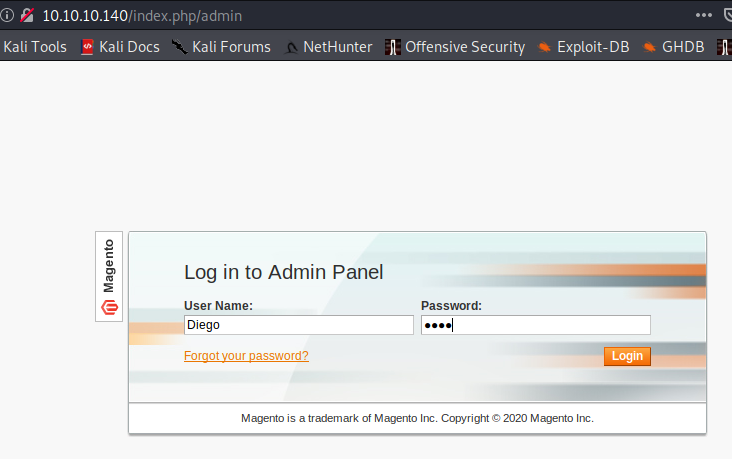 10.10.10.140/index.php/admin
Kali Tools Kali Docs Kali Forums NetHunter Offensive Security Exploit-DB GHDB
Magento
Log in to Admin Panel
User Name: Password:
Diego ●●●●
Forgot your password? Login
Magento is a trademark of Magento Inc. Copyright © 2020 Magento Inc.